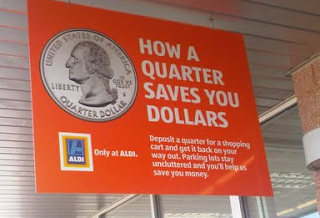 HOW A
QUARTER
SAVES YOU
DOLLARS
UNITED STATES OF AMERICA
LIBERTY
IN
GOD WE
TRUST
QUARTER DOLLAR
Deposit a quarter for a shopping
cart and get it back on your
way out. Parking lots stay
uncluttered and you'll help us
save you money.
ALDI
Only at ALDI.